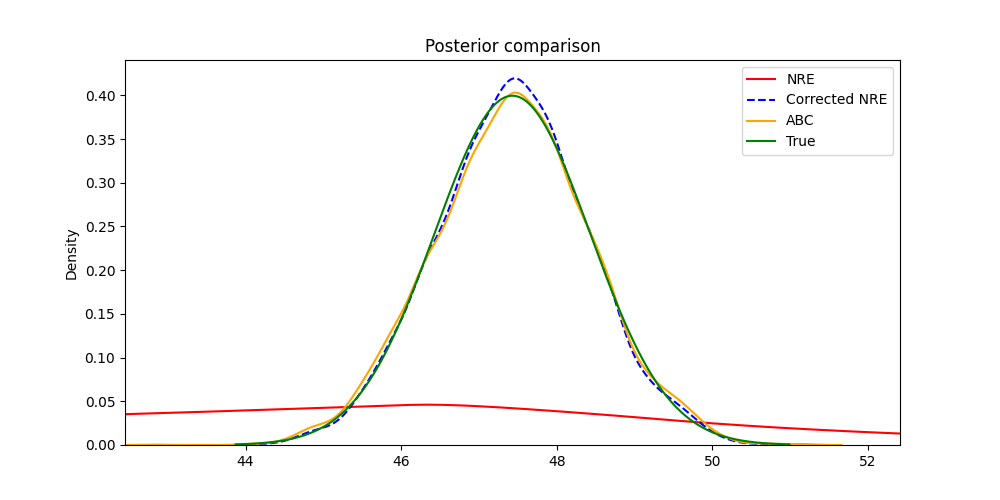 Posterior comparison
NRE
Corrected NRE
ABC
True
Density
0.40
0.35
0.30
0.25
0.20
0.15
0.10
0.05
0.00
44 46 48 50 52